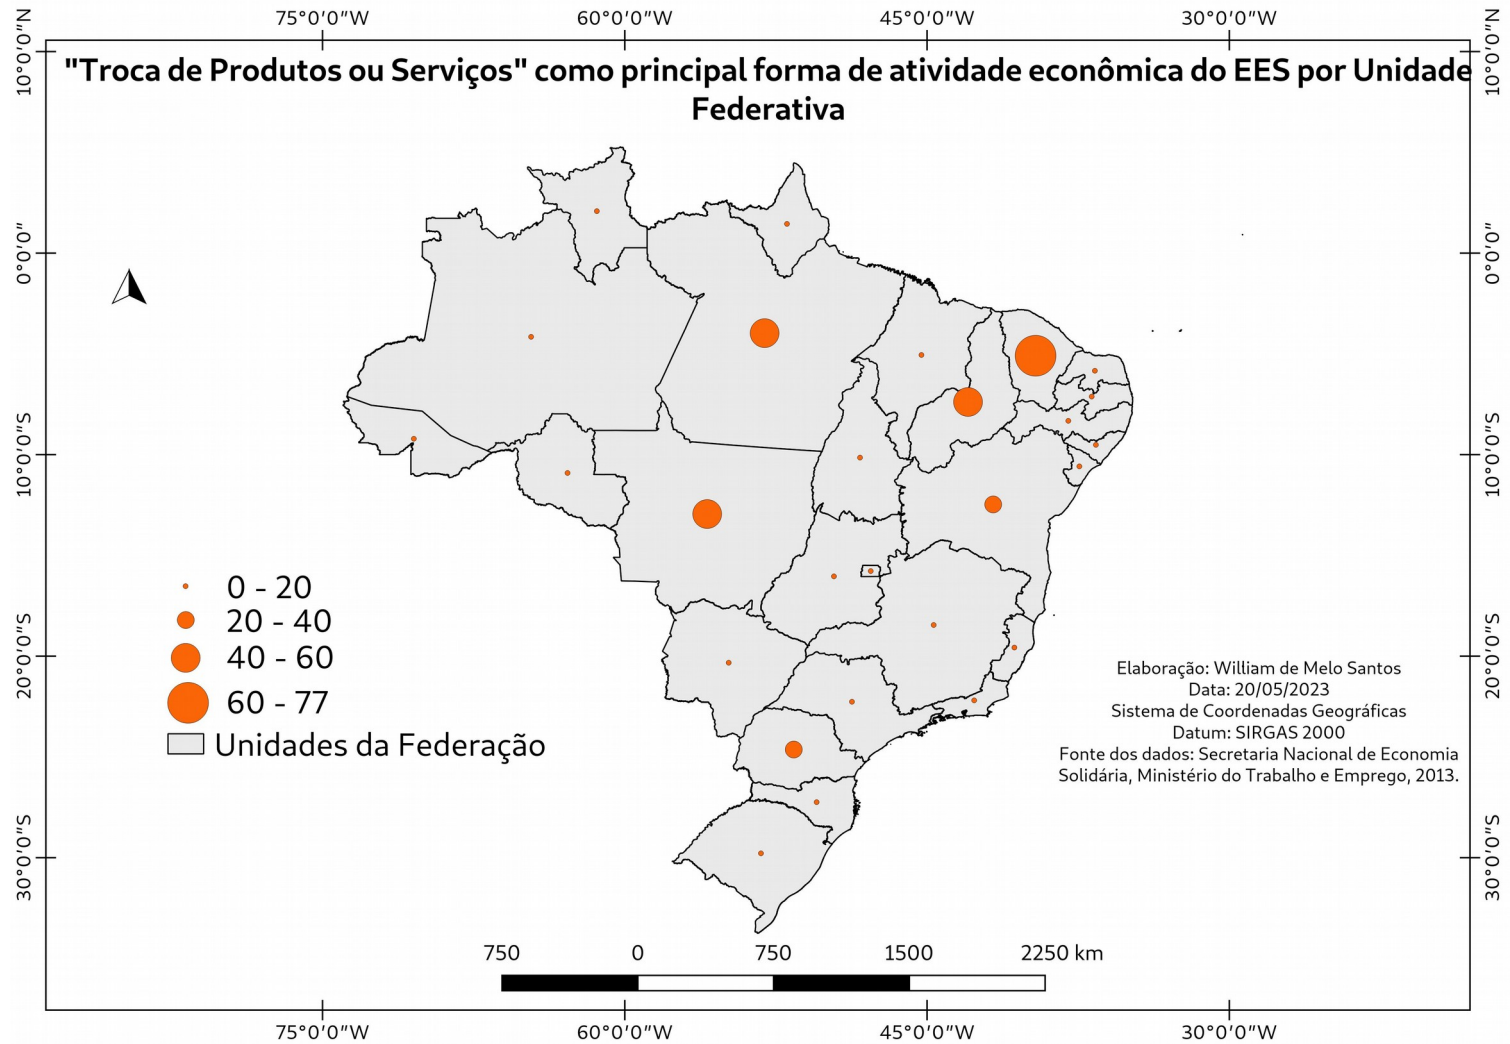 75°0'0"W 60°0'0"W 45°0'0"W 30°0'0"W
10°0'0"N 10°0'0"N
"Troca de Produtos ou Serviços" como principal forma de atividade econômica do EES por Unidade
Federativa
0°0'0" 0°0'0"
10°0'0"S 10°0'0"S
0 - 20
20 - 40
40 - 60
60 - 77
Unidades da Federação
20°0'0"S 20°0'0"S
Elaboração: William de Melo Santos
Data: 20/05/2023
Sistema de Coordenadas Geográficas
Datum: SIRGAS 2000
Fonte dos dados: Secretaria Nacional de Economia
Solidária, Ministério do Trabalho e Emprego, 2013.
30°0'0"S 30°0'0"S
750 0 750 1500 2250 km
75°0'0"W 60°0'0"W 45°0'0"W 30°0'0"W